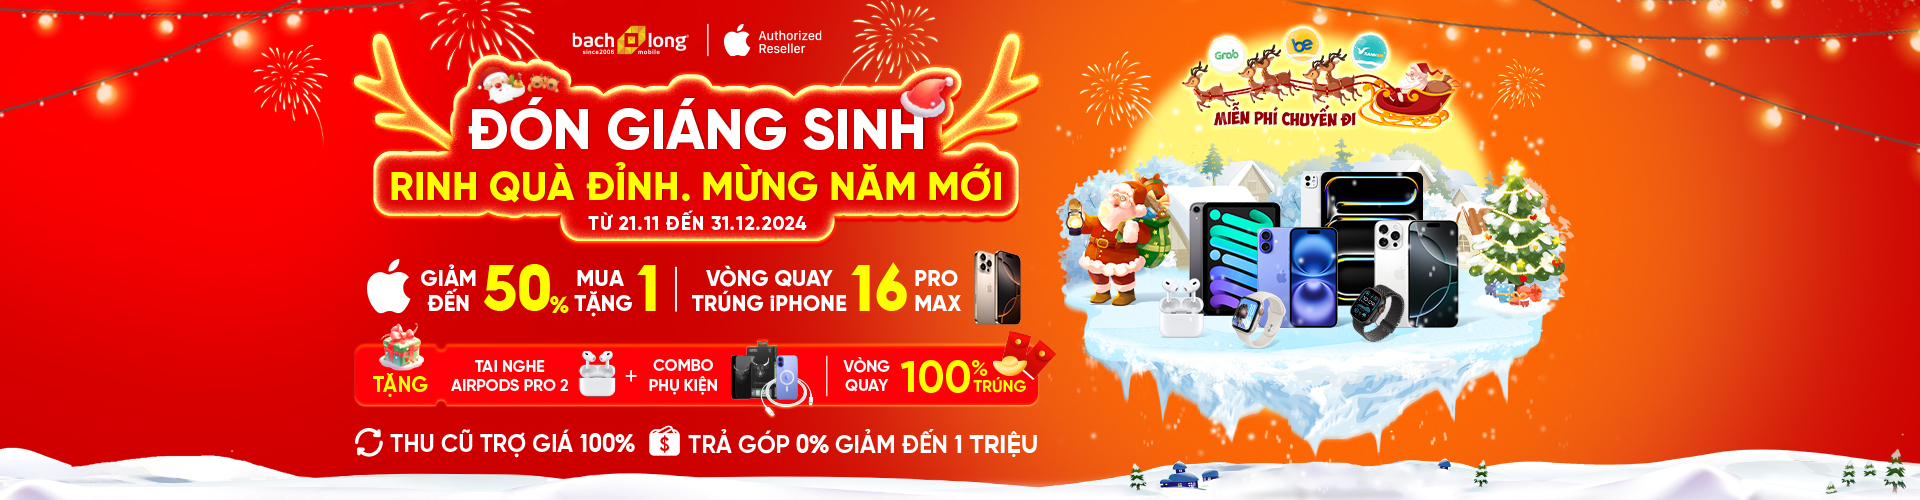 bach long
since2006 mobile
Authorized
Reseller
ĐÓN GIÁNG SINH
RINH QUÀ ĐỈNH. MỪNG NĂM MỚI
TỪ 21.11 ĐẾN 31.12.2024
GIẢM
ĐẾN
50%
MUA
TẶNG
1
VÒNG QUAY
TRÚNG iPHONE
16
PRO
MAX
TẶNG
TAI NGHE
AIRPODS PRO 2
+
COMBO
PHỤ KIỆN
VÒNG
QUAY
100%
TRÚNG
THU CŨ TRỢ GIÁ 100%
TRẢ GÓP 0% GIẢM ĐẾN 1 TRIỆU
Grab
be
MIỄN PHÍ CHUYẾN ĐI